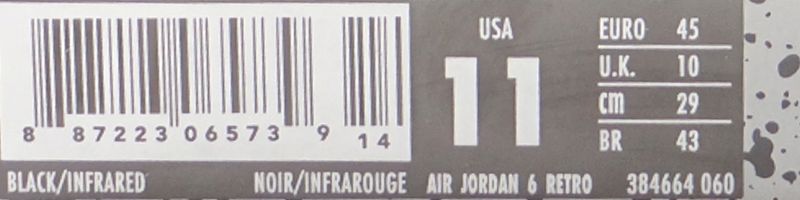 8 87223 06573 9 14
BLACK/INFRARED NOIR/INFRAROUGE
USA
11
EURO 45
U.K. 10
cm 29
BR 43
AIR JORDAN 6 RETRO 384664 060